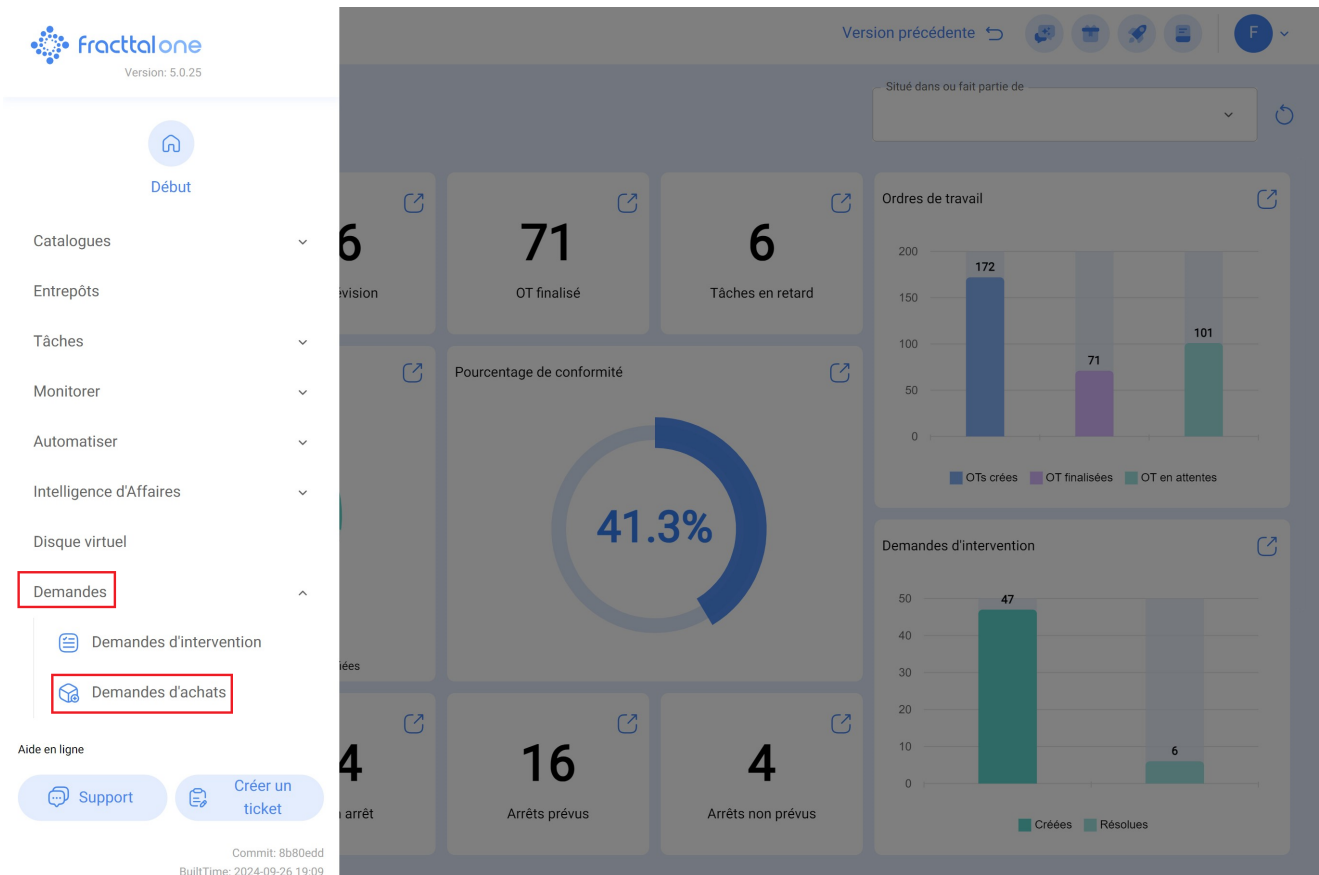 fracttalone
Version: 5.0.25
Début
Catalogues
Entrepôts
Tâches
Monitorer
Automatiser
Intelligence d'Affaires
Disque virtuel
Demandes
Demandes d'intervention
Demandes d'achats
Aide en ligne
Support
Créer un
ticket
Commit: 8b80edd
BuiltTime: 2024-09-26 19:09
Version précédente
F
Situé dans ou fait partie de
6
évision
71
OT finalisé
6
Tâches en retard
Ordres de travail
200
150
100
50
0
172
71
101
OTs crées
OT finalisées
OT en attentes
iées
Pourcentage de conformité
41.3%
Demandes d'intervention
50
40
30
20
10
0
47
6
Créées
Résolues
4
arrêt
16
Arrêts prévus
4
Arrêts non prévus